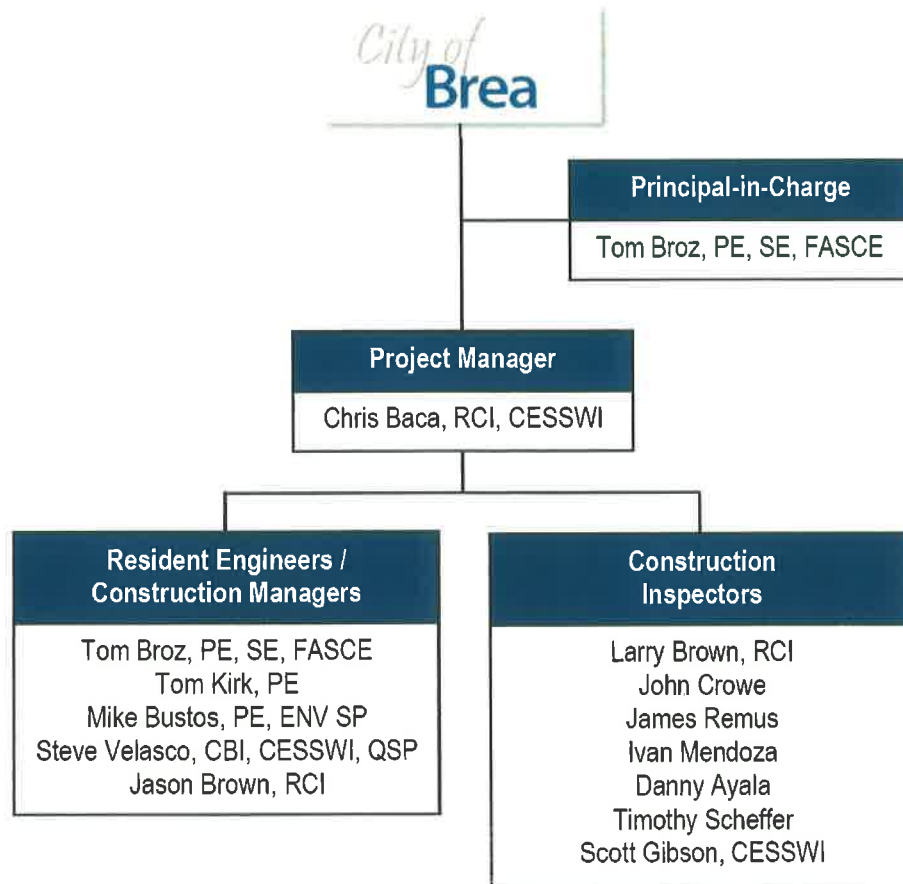 City of
Brea
Principal-in-Charge
Tom Broz, PE, SE, FASCE
Project Manager
Chris Baca, RCI, CESSWI
Resident Engineers /
Construction Managers
Tom Broz, PE, SE, FASCE
Tom Kirk, PE
Mike Bustos, PE, ENV SP
Steve Velasco, CBI, CESSWI, QSP
Jason Brown, RCI
Construction
Inspectors
Larry Brown, RCI
John Crowe
James Remus
Ivan Mendoza
Danny Ayala
Timothy Scheffer
Scott Gibson, CESSWI